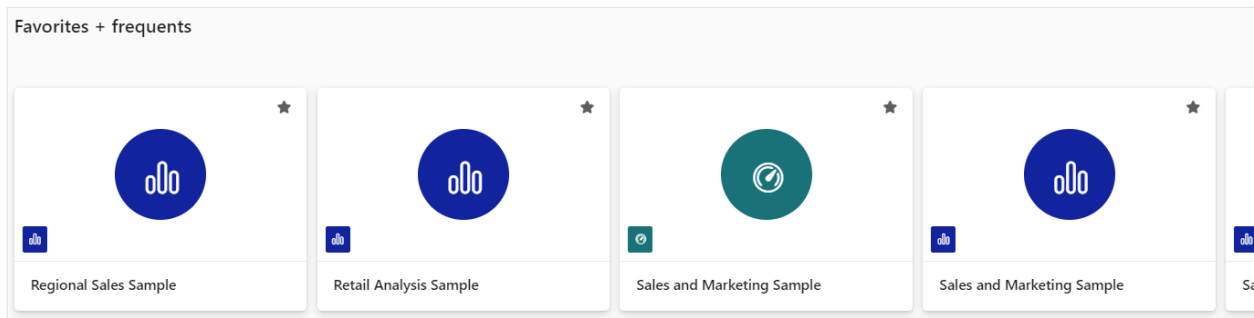 Favorites + frequents
Regional Sales Sample
Retail Analysis Sample
Sales and Marketing Sample
Sales and Marketing Sample